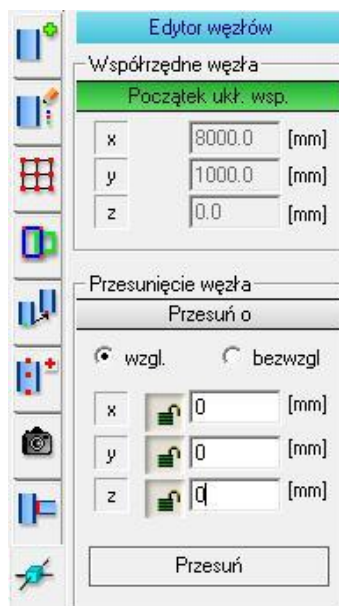 Edytor węzłów
Współrzędne węzła
Początek ukł. wsp.
x 8000.0 [mm]
y 1000.0 [mm]
z 0.0 [mm]
Przesunięcie węzła
Przesuń o
wzgl. bezwzgl
x 0 [mm]
y 0 [mm]
z 0 [mm]
Przesuń